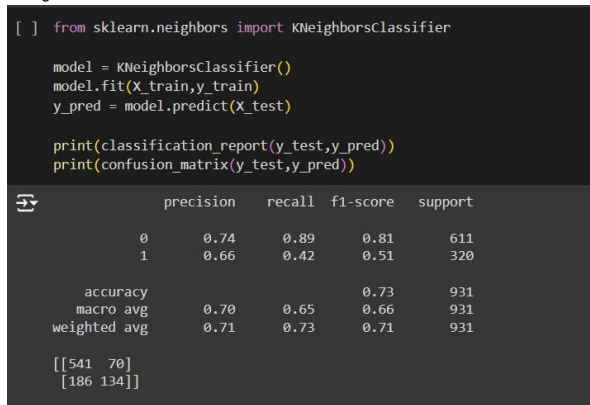 [ ] from sklearn.neighbors import KNeighborsClassifier
model = KNeighborsClassifier()
model.fit(X_train,y_train)
y_pred = model.predict(X_test)
print(classification_report(y_test,y_pred))
print(confusion_matrix(y_test,y_pred))
precision recall f1-score support
0 0.74 0.89 0.81 611
1 0.66 0.42 0.51 320
accuracy 0.73 931
macro avg 0.70 0.65 0.66 931
weighted avg 0.71 0.73 0.71 931
[[541 70]
[186 134]]